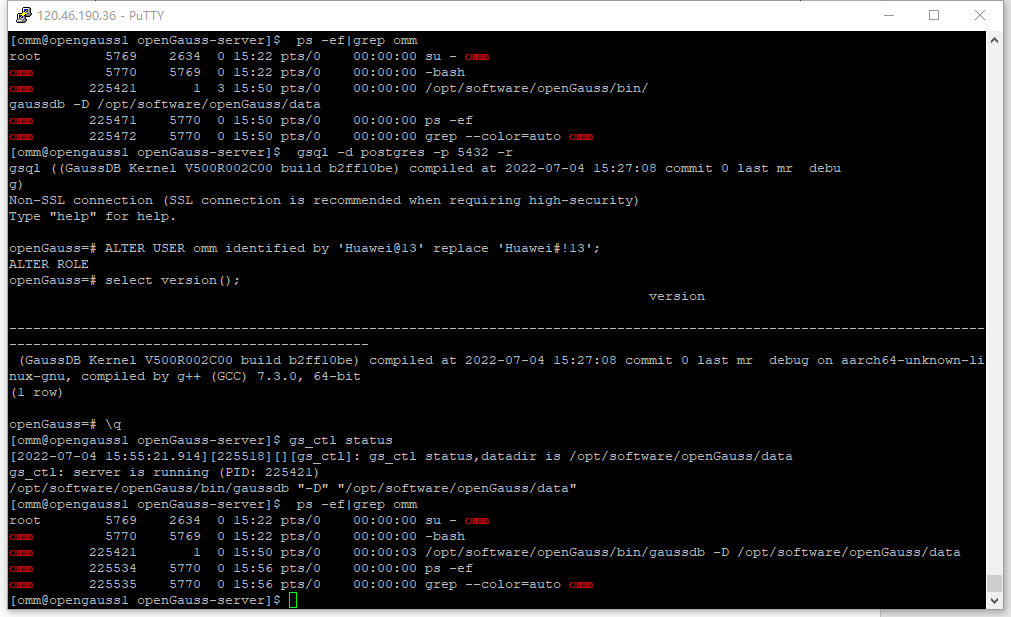 120.46.190.36 - PuTTY
[omm@opengauss1 openGauss-server]$  ps -ef|grep omm
root        5769    2634  0 15:22 pts/0    00:00:00 su - omm
omm         5770    5769  0 15:22 pts/0    00:00:00 -bash
omm       225421       1  3 15:50 pts/0    00:00:00 /opt/software/openGauss/bin/
gaussdb -D /opt/software/openGauss/data
omm       225471    5770  0 15:50 pts/0    00:00:00 ps -ef
omm       225472    5770  0 15:50 pts/0    00:00:00 grep --color=auto omm
[omm@opengauss1 openGauss-server]$  gsql -d postgres -p 5432 -r
gsql ((GaussDB Kernel V500R002C00 build b2ff10be) compiled at 2022-07-04 15:27:08 commit 0 last mr  debu
g)
Non-SSL connection (SSL connection is recommended when requiring high-security)
Type "help" for help.
openGauss=# ALTER USER omm identified by 'Huawei@13' replace 'Huawei#!13';
ALTER ROLE
openGauss=# select version();
version
--------------------------------------------------------------------------------------------------------------------------
---------------------------------------------
 (GaussDB Kernel V500R002C00 build b2ff10be) compiled at 2022-07-04 15:27:08 commit 0 last mr  debug on aarch64-unknown-li
nux-gnu, compiled by g++ (GCC) 7.3.0, 64-bit
(1 row)
openGauss=# \q
[omm@opengauss1 openGauss-server]$ gs_ctl status
[2022-07-04 15:55:21.914][225518][][gs_ctl]: gs_ctl status,datadir is /opt/software/openGauss/data
gs_ctl: server is running (PID: 225421)
/opt/software/openGauss/bin/gaussdb "-D" "/opt/software/openGauss/data"
[omm@opengauss1 openGauss-server]$  ps -ef|grep omm
root        5769    2634  0 15:22 pts/0    00:00:00 su - omm
omm         5770    5769  0 15:22 pts/0    00:00:00 -bash
omm       225421       1  0 15:50 pts/0    00:00:03 /opt/software/openGauss/bin/gaussdb -D /opt/software/openGauss/data
omm       225534    5770  0 15:56 pts/0    00:00:00 ps -ef
omm       225535    5770  0 15:56 pts/0    00:00:00 grep --color=auto omm
[omm@opengauss1 openGauss-server]$